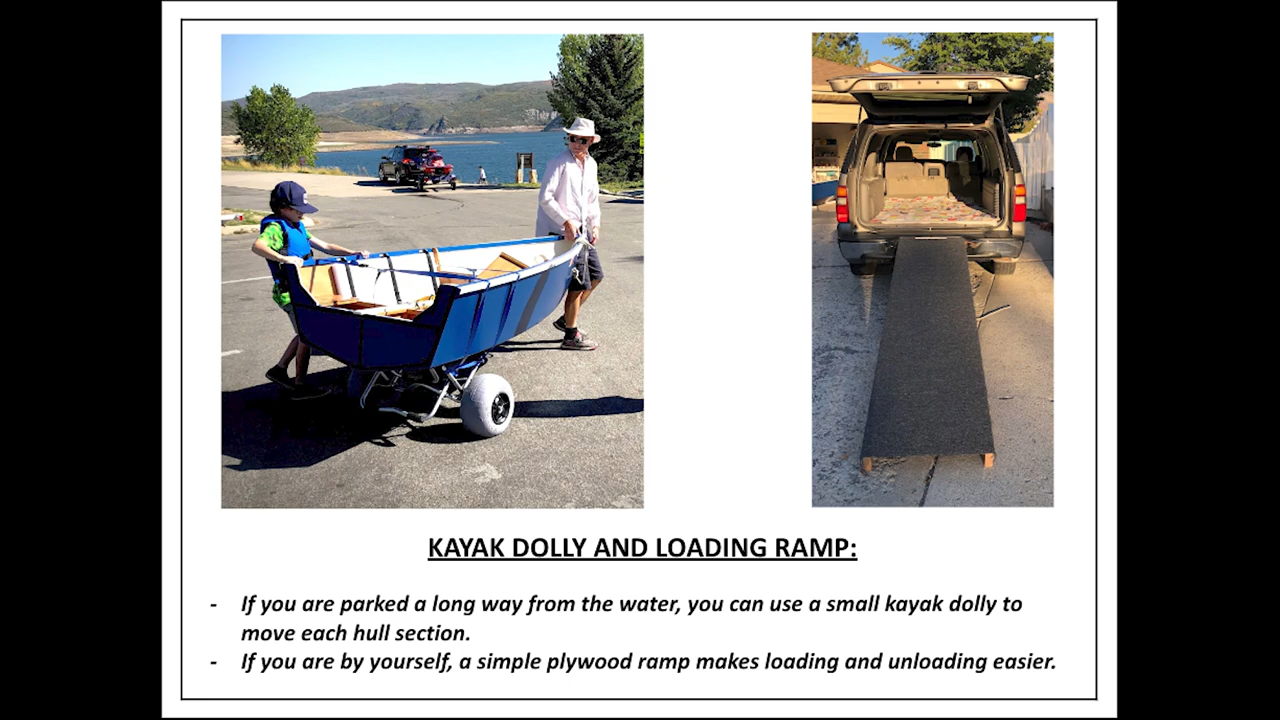 KAYAK DOLLY AND LOADING RAMP:
- If you are parked a long way from the water, you can use a small kayak dolly to
move each hull section.
- If you are by yourself, a simple plywood ramp makes loading and unloading easier.